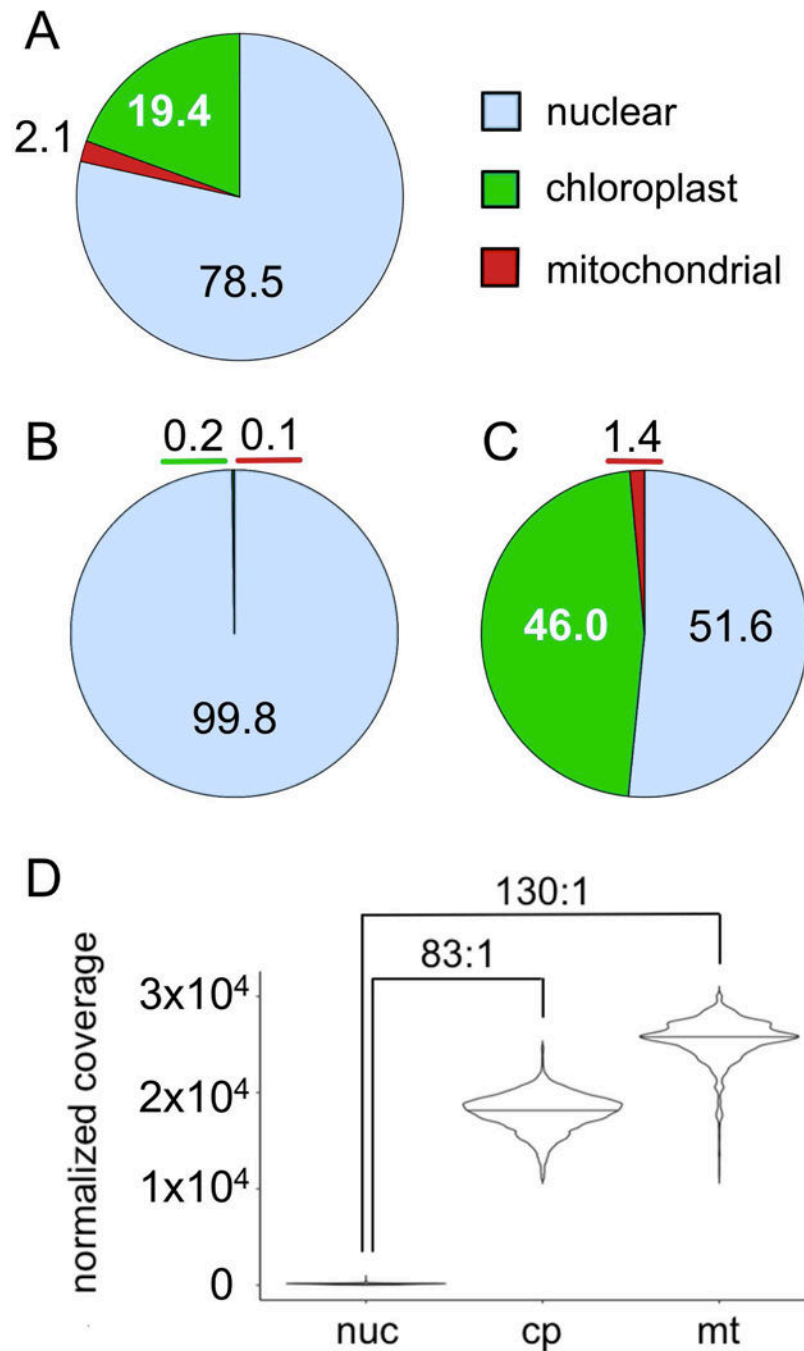 A
19.4
2.1
78.5
nuclear
chloroplast
mitochondrial
B
0.2 0.1
99.8
C
1.4
46.0
51.6
D
130:1
83:1
normalized coverage
3x10⁴
2x10⁴
1x10⁴
0
nuc cp mt